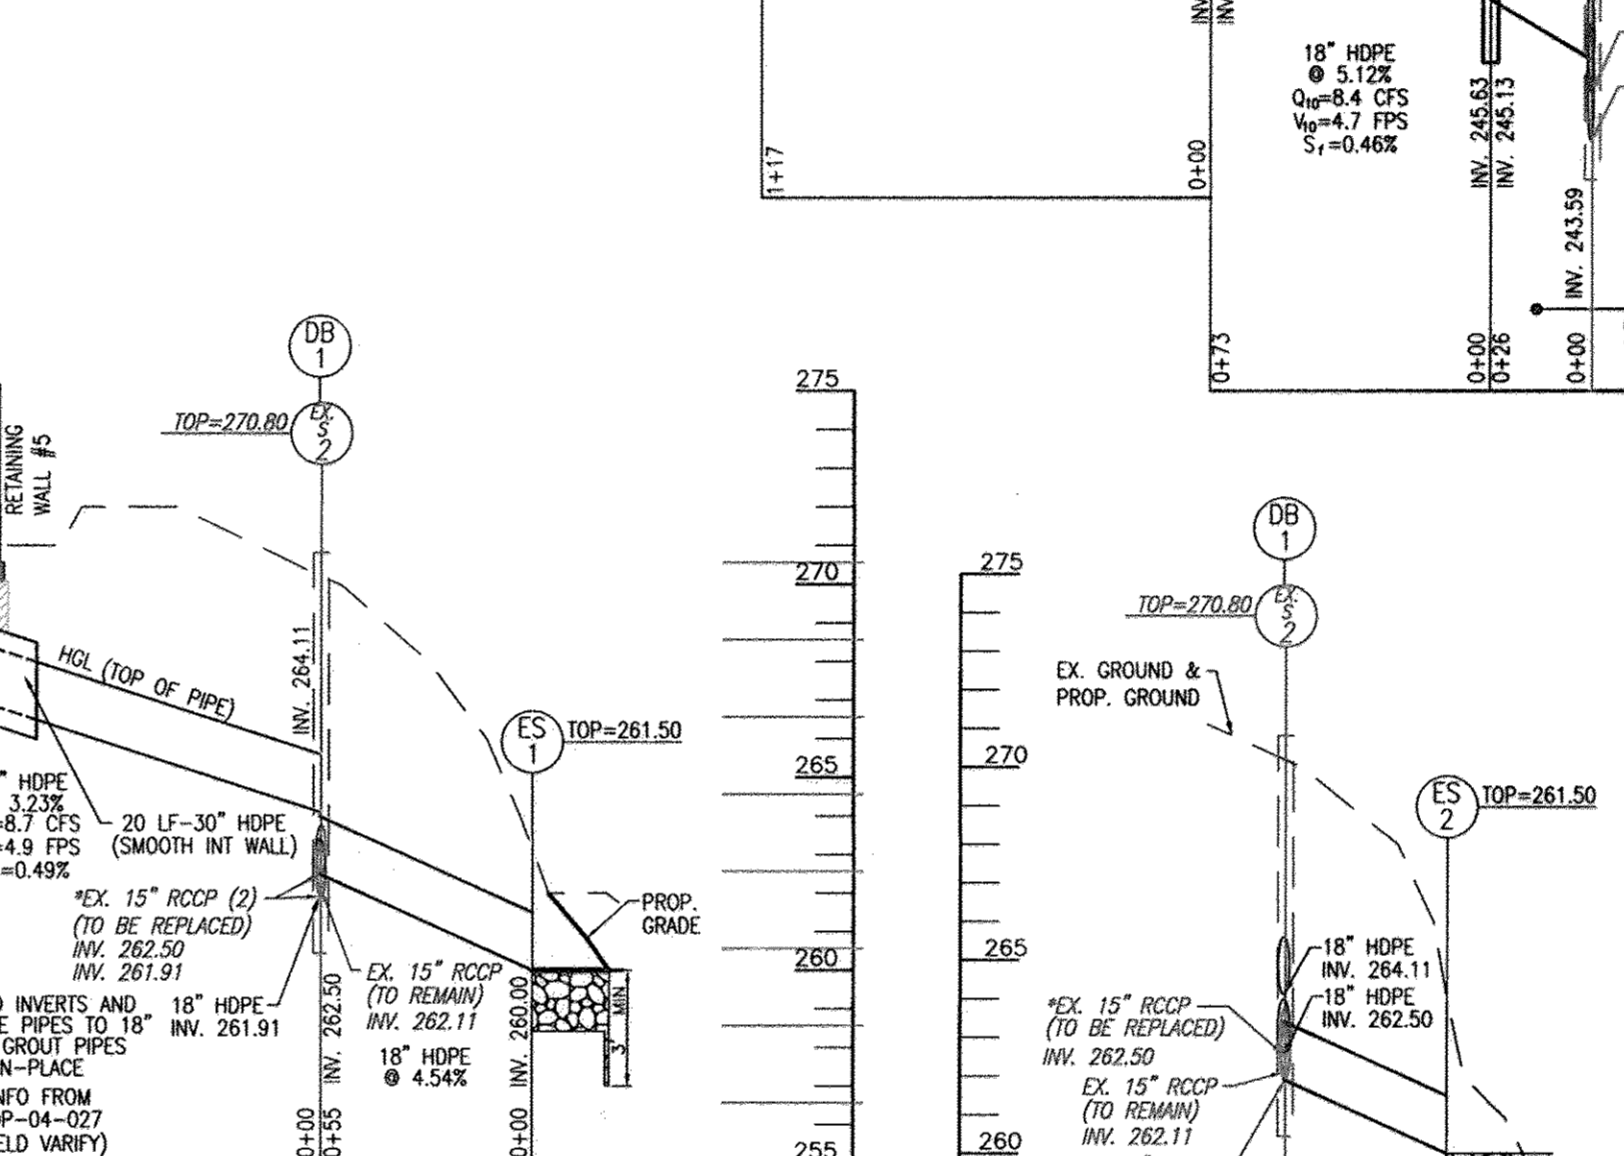 INV
INV
18" HDPE
@ 5.12%
Q10=8.4 CFS
V10=4.7 FPS
Sf=0.46%
INV. 245.63
INV. 245.13
INV. 243.59
1+17
0+00
0+73
0+00
0+26
0+00
DB
1
TOP=270.80
EX.
S
2
RETAINING
WALL #5
INV. 264.11
HGL (TOP OF PIPE)
ES
1
TOP=261.50
" HDPE
3.23%
=8.7 CFS
=4.9 FPS
=0.49%
20 LF-30" HDPE
(SMOOTH INT WALL)
*EX. 15" RCCP (2)
(TO BE REPLACED)
INV. 262.50
INV. 261.91
PROP.
GRADE
INVERTS AND
E PIPES TO 18"
GROUT PIPES
N-PLACE
NFO FROM
P-04-027
ELD VARIFY)
18" HDPE
INV. 261.91
INV. 262.50
EX. 15" RCCP
(TO REMAIN)
INV. 262.11
18" HDPE
@ 4.54%
INV. 260.00
3' MIN
0+00
0+55
0+00
275
270
265
260
255
275
270
265
260
DB
1
TOP=270.80
EX.
S
2
EX. GROUND &
PROP. GROUND
ES
2
TOP=261.50
18" HDPE
INV. 264.11
18" HDPE
INV. 262.50
*EX. 15" RCCP
(TO BE REPLACED)
INV. 262.50
EX. 15" RCCP
(TO REMAIN)
INV. 262.11